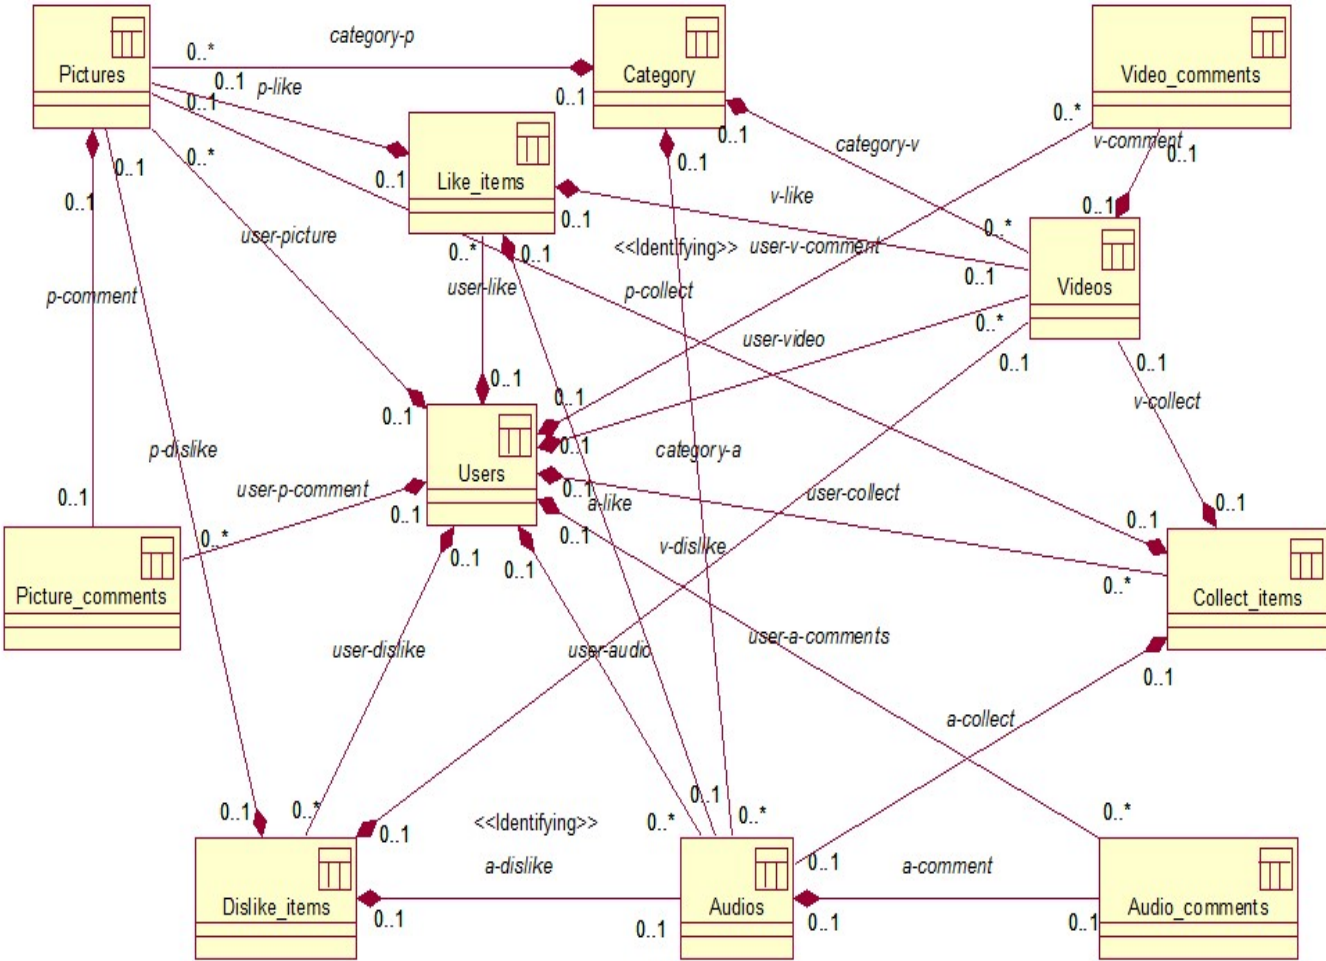 category-p
Pictures
0..*
0..1
Category
0..1
Video_comments
0..*
p-like
0..1
0..1
category-v
v-comment
0..1
0..1
0..*
0..1
0..1
Like_items
0..1
0..1
v-like
0..1
0..1
user-picture
0..*
0..1
<<Identifying>>
user-v-comment
0..*
user-like
p-comment
p-collect
0..1
Videos
0..*
user-video
0..1
0..1
v-collect
0..1
0..1
0..1
p-dislike
Users
0..1
category-a
user-p-comment
0..1
0..1
a-like
user-collect
0..1
0..1
0..1
0..*
0..1
0..1
0..1
v-dislike
0..*
Picture_comments
Collect_items
user-dislike
user-audio
user-a-comments
0..1
a-collect
0..1
0..*
0..1
<<Identifying>>
0..*
0..1
0..*
0..*
a-dislike
0..1
a-comment
Dislike_items
0..1
0..1
Audios
0..1
0..1
Audio_comments